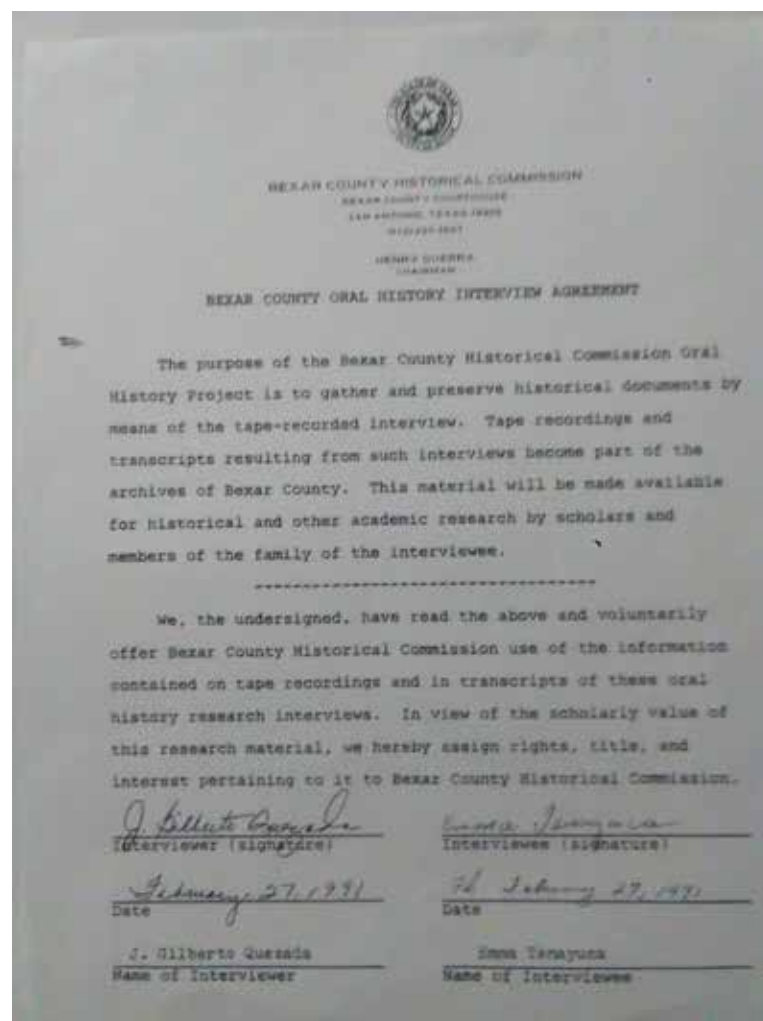 BEXAR COUNTY HISTORICAL COMMISSION
BEXAR COUNTY COURTHOUSE
SAN ANTONIO, TEXAS
HENRY GUERRA
CHAIRMAN
BEXAR COUNTY ORAL HISTORY INTERVIEW AGREEMENT
The purpose of the Bexar County Historical Commission Oral
History Project is to gather and preserve historical documents by
means of the tape-recorded interview. Tape recordings and
transcripts resulting from such interviews become part of the
archives of Bexar County. This material will be made available
for historical and other academic research by scholars and
members of the family of the interviewee.
-----------------------------------
We, the undersigned, have read the above and voluntarily
offer Bexar County Historical Commission use of the information
contained on tape recordings and in transcripts of these oral
history research interviews. In view of the scholarly value of
this research material, we hereby assign rights, title, and
interest pertaining to it to Bexar County Historical Commission.
J. Gilberto Quezada Emma Tenayuca
Interviewer (signature) Interviewee (signature)
February, 27, 1991 February 27, 1991
Date Date
J. Gilberto Quezada Emma Tenayuca
Name of Interviewer Name of Interviewee